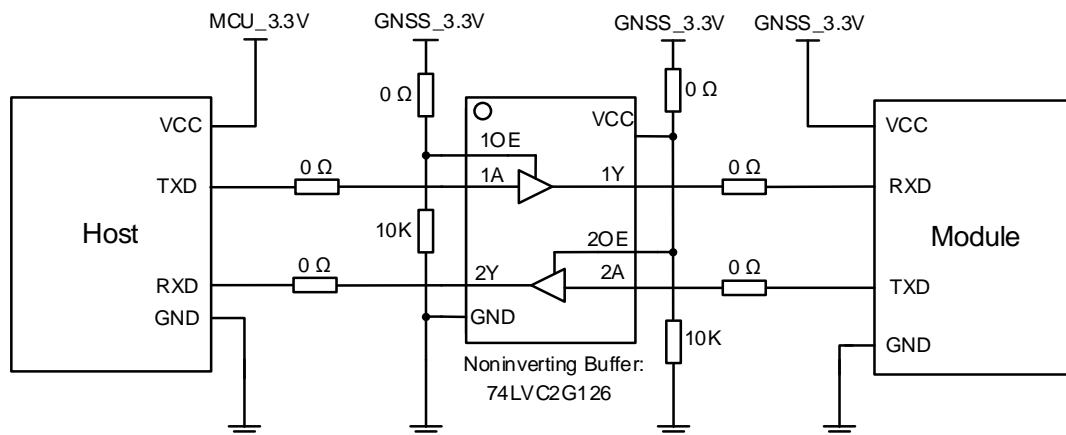 MCU_3.3V
GNSS_3.3V
GNSS_3.3V
GNSS_3.3V
0 Ω
0 Ω
VCC
VCC
VCC
1OE
0 Ω
0 Ω
TXD
1A
1Y
RXD
Host
10K
2OE
Module
0 Ω
0 Ω
RXD
2Y
2A
TXD
GND
GND
10K
GND
Noninverting Buffer:
74LVC2G126